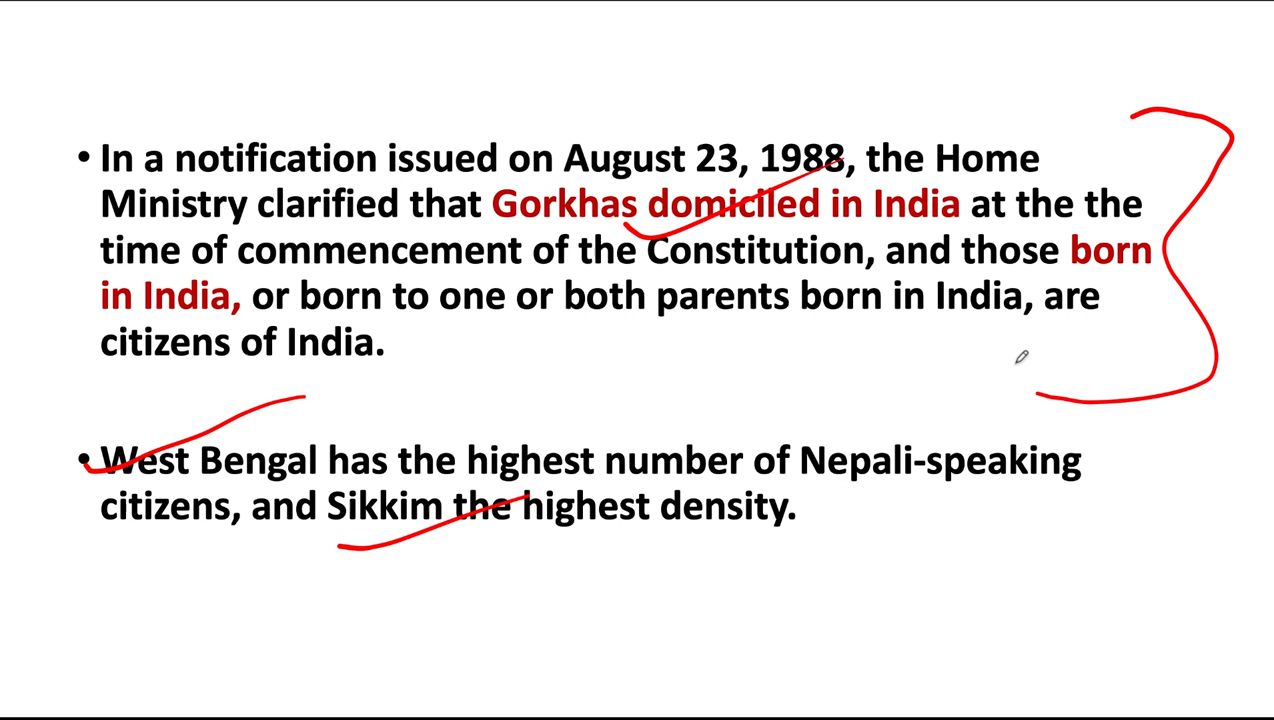 • In a notification issued on August 23, 1988, the Home
Ministry clarified that Gorkhas domiciled in India at the the
time of commencement of the Constitution, and those born
in India, or born to one or both parents born in India, are
citizens of India.
• West Bengal has the highest number of Nepali-speaking
citizens, and Sikkim the highest density.